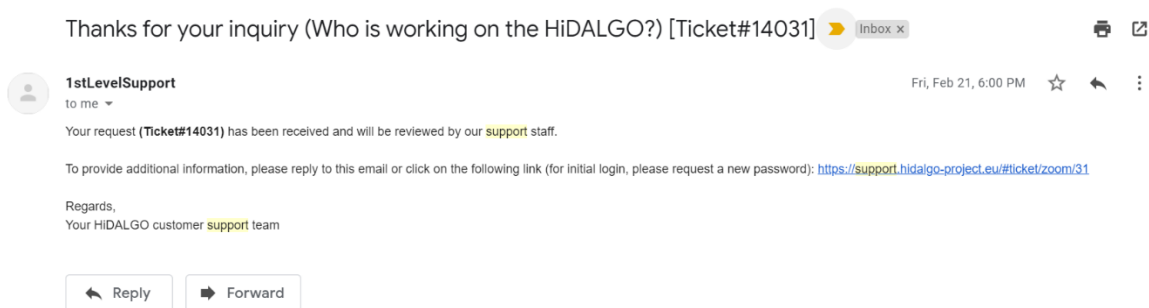 Thanks for your inquiry (Who is working on the HiDALGO?) [Ticket#14031] Inbox x
1stLevelSupport Fri, Feb 21, 6:00 PM
to me
Your request (Ticket#14031) has been received and will be reviewed by our support staff.
To provide additional information, please reply to this email or click on the following link (for initial login, please request a new password): https://support.hidalgo-project.eu/#ticket/zoom/31
Regards,
Your HiDALGO customer support team
Reply Forward